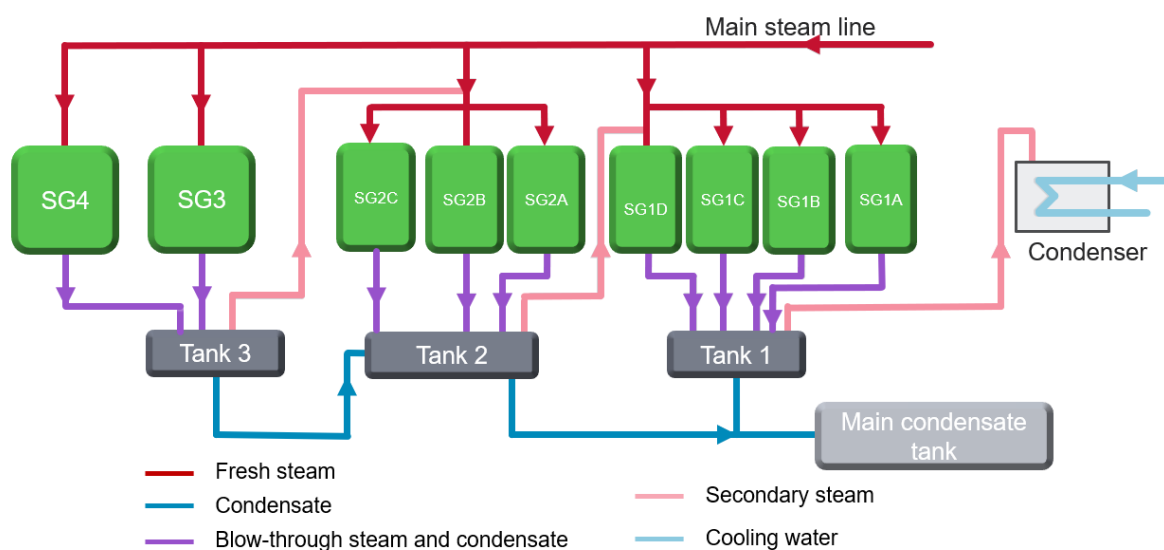 Main steam line
SG4
SG3
SG2C
SG2B
SG2A
SG1D
SG1C
SG1B
SG1A
Condenser
Tank 3
Tank 2
Tank 1
Main condensate
tank
Fresh steam
Condensate
Blow-through steam and condensate
Secondary steam
Cooling water